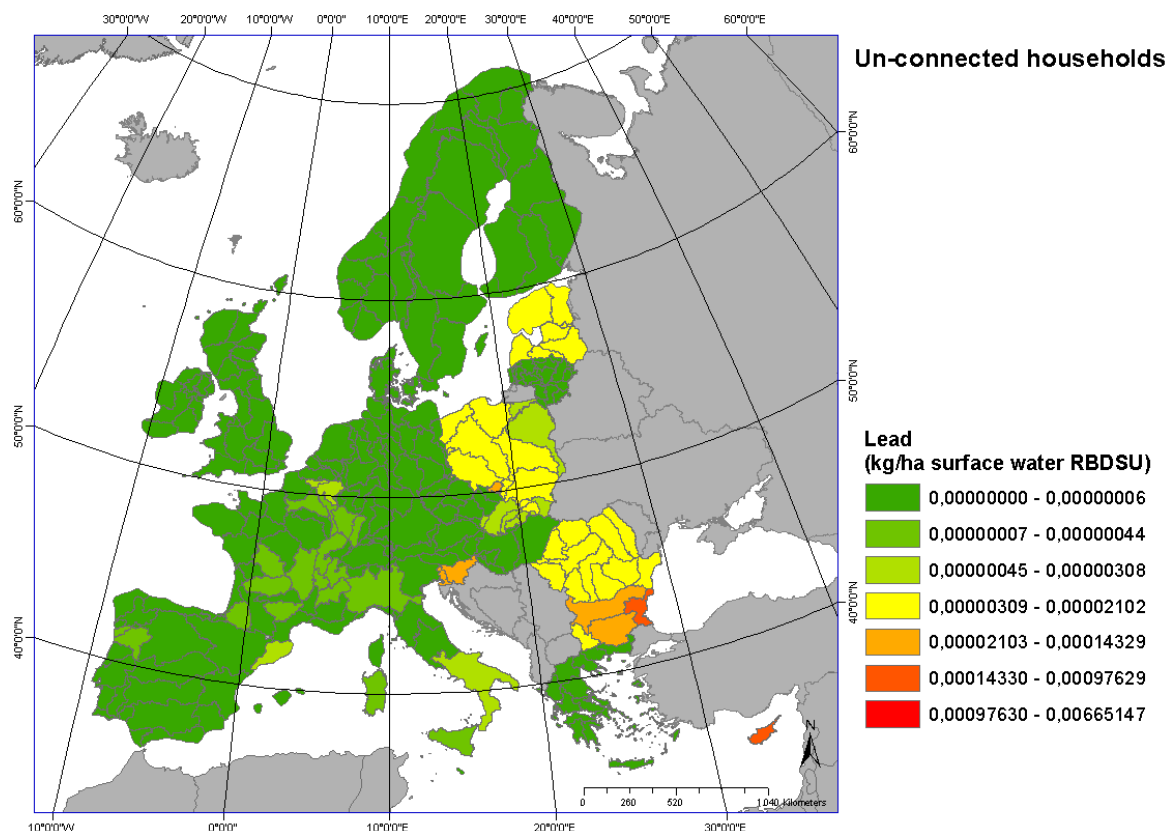 30°0'0"W 20°0'0"W 10°0'0"W 0°0'0" 10°0'0"E 20°0'0"E 30°0'0"E 40°0'0"E 50°0'0"E 60°0'0"E
Un-connected households
60°0'0"N
60°0'0"N
50°0'0"N
50°0'0"N
40°0'0"N
40°0'0"N
Lead
(kg/ha surface water RBDSU)
0,00000000 - 0,00000006
0,00000007 - 0,00000044
0,00000045 - 0,00000308
0,00000309 - 0,00002102
0,00002103 - 0,00014329
0,00014330 - 0,00097629
0,00097630 - 0,00665147
N
0 260 520 1 040 Kilometers
10°0'0"W 0°0'0" 10°0'0"E 20°0'0"E 30°0'0"E